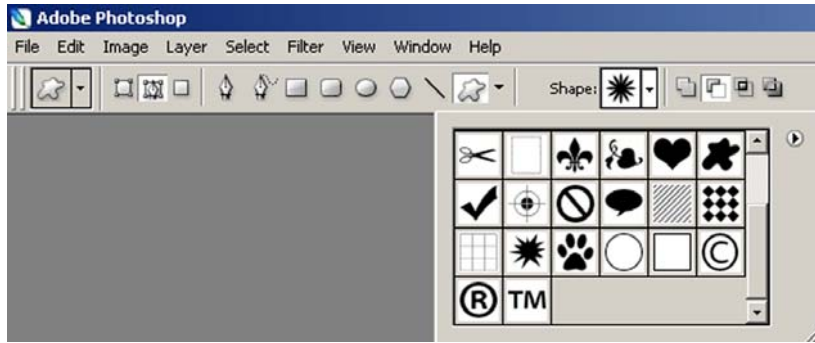 Adobe Photoshop
File Edit Image Layer Select Filter View Window Help
Shape:
©
® TM